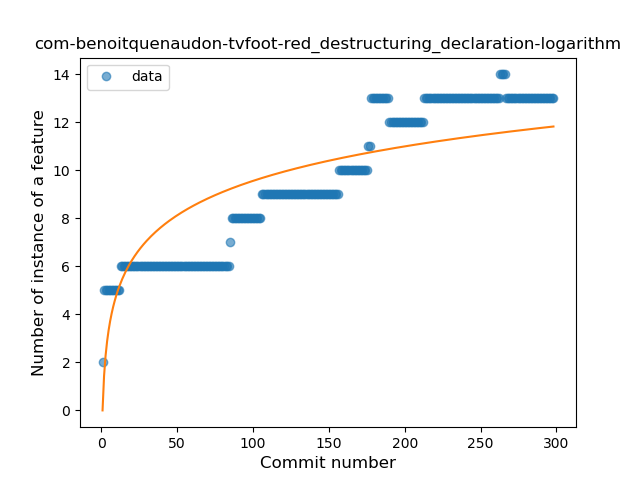 com-benoitquenaudon-tvfoot-red_destructuring_declaration-logarithm
data
14
12
10
8
6
4
2
0
Number of instance of a feature
0 50 100 150 200 250 300
Commit number